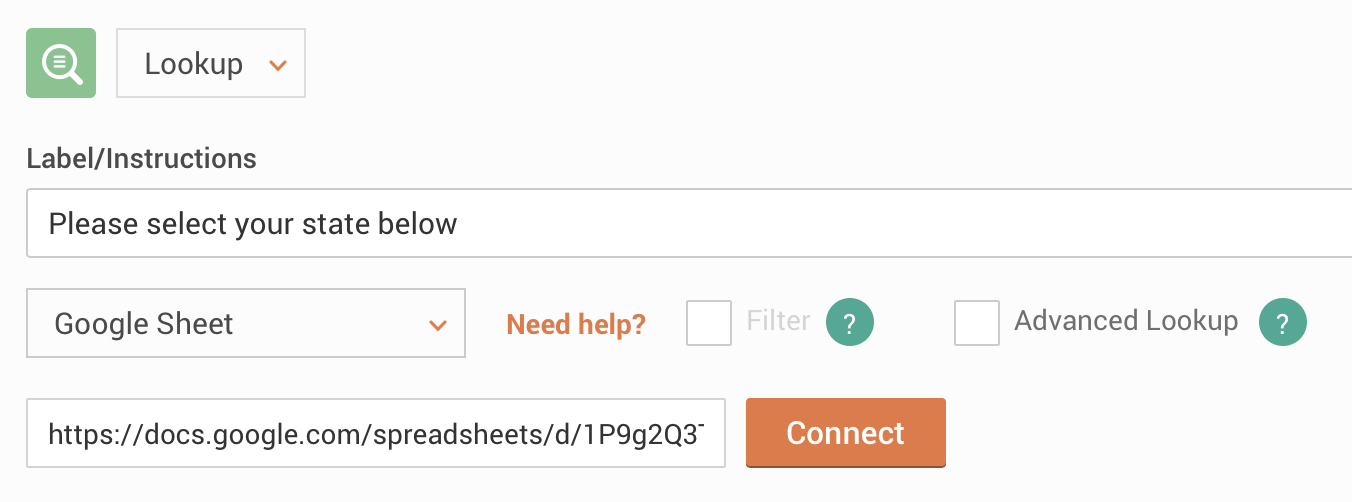 Lookup
Label/Instructions
Please select your state below
Google Sheet Need help? Filter ? Advanced Lookup ?
https://docs.google.com/spreadsheets/d/1P9g2Q3 Connect